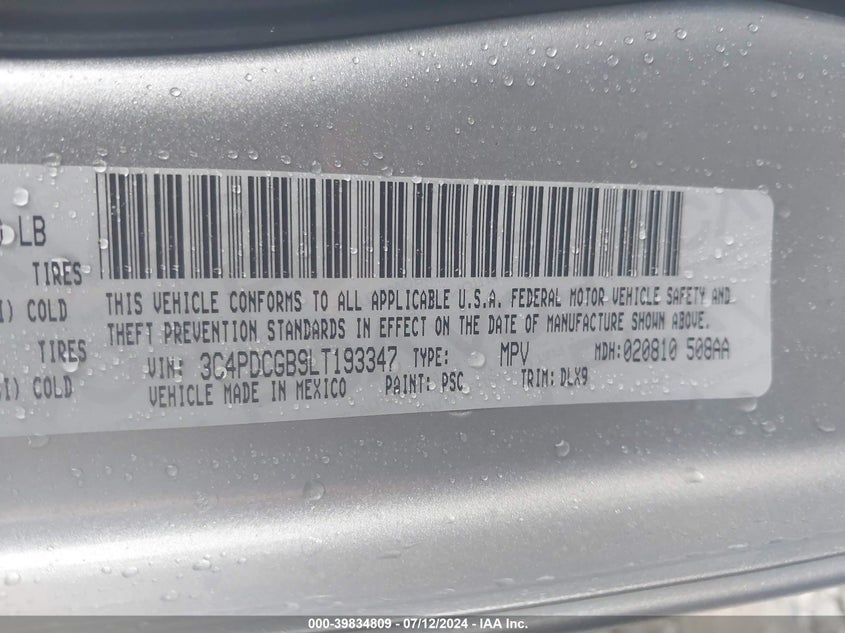 LB
TIRES
COLD
TIRES
COLD
THIS VEHICLE CONFORMS TO ALL APPLICABLE U.S.A. FEDERAL MOTOR VEHICLE SAFETY AND
THEFT PREVENTION STANDARDS IN EFFECT ON THE DATE OF MANUFACTURE SHOWN ABOVE.
VIN: 3C4PDCGB9LT193347 TYPE: MPV MDH:020810 508AA
VEHICLE MADE IN MEXICO PAINT: PSC TRIM: DLX9
000-39834809 - 07/12/2024 - IAA Inc.